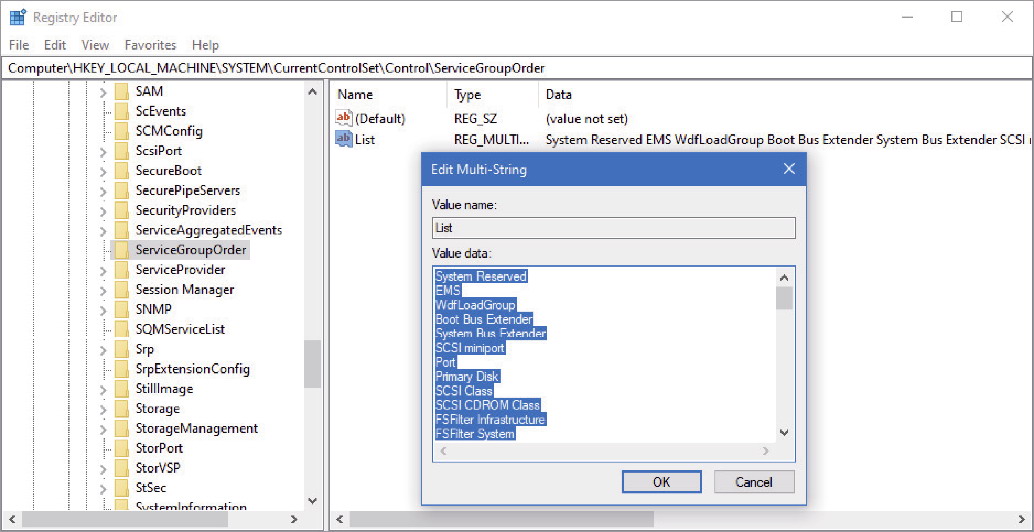 Registry Editor
File Edit View Favorites Help
Computer\HKEY_LOCAL_MACHINE\SYSTEM\CurrentControlSet\Control\ServiceGroupOrder
SAM
ScEvents
SCMConfig
ScsiPort
SecureBoot
SecurePipeServers
SecurityProviders
ServiceAggregatedEvents
ServiceGroupOrder
ServiceProvider
Session Manager
SNMP
SQMServiceList
Srp
SrpExtensionConfig
StillImage
Storage
StorageManagement
StorPort
StorVSP
StSec
SystemInformation
Name Type Data
(Default) REG_SZ (value not set)
List REG_MULTI... System Reserved EMS WdfLoadGroup Boot Bus Extender System Bus Extender SCSI
Edit Multi-String
Value name:
List
Value data:
System Reserved
EMS
WdfLoadGroup
Boot Bus Extender
System Bus Extender
SCSI miniport
Port
Primary Disk
SCSI Class
SCSI CDROM Class
FSFilter Infrastructure
FSFilter System
OK Cancel